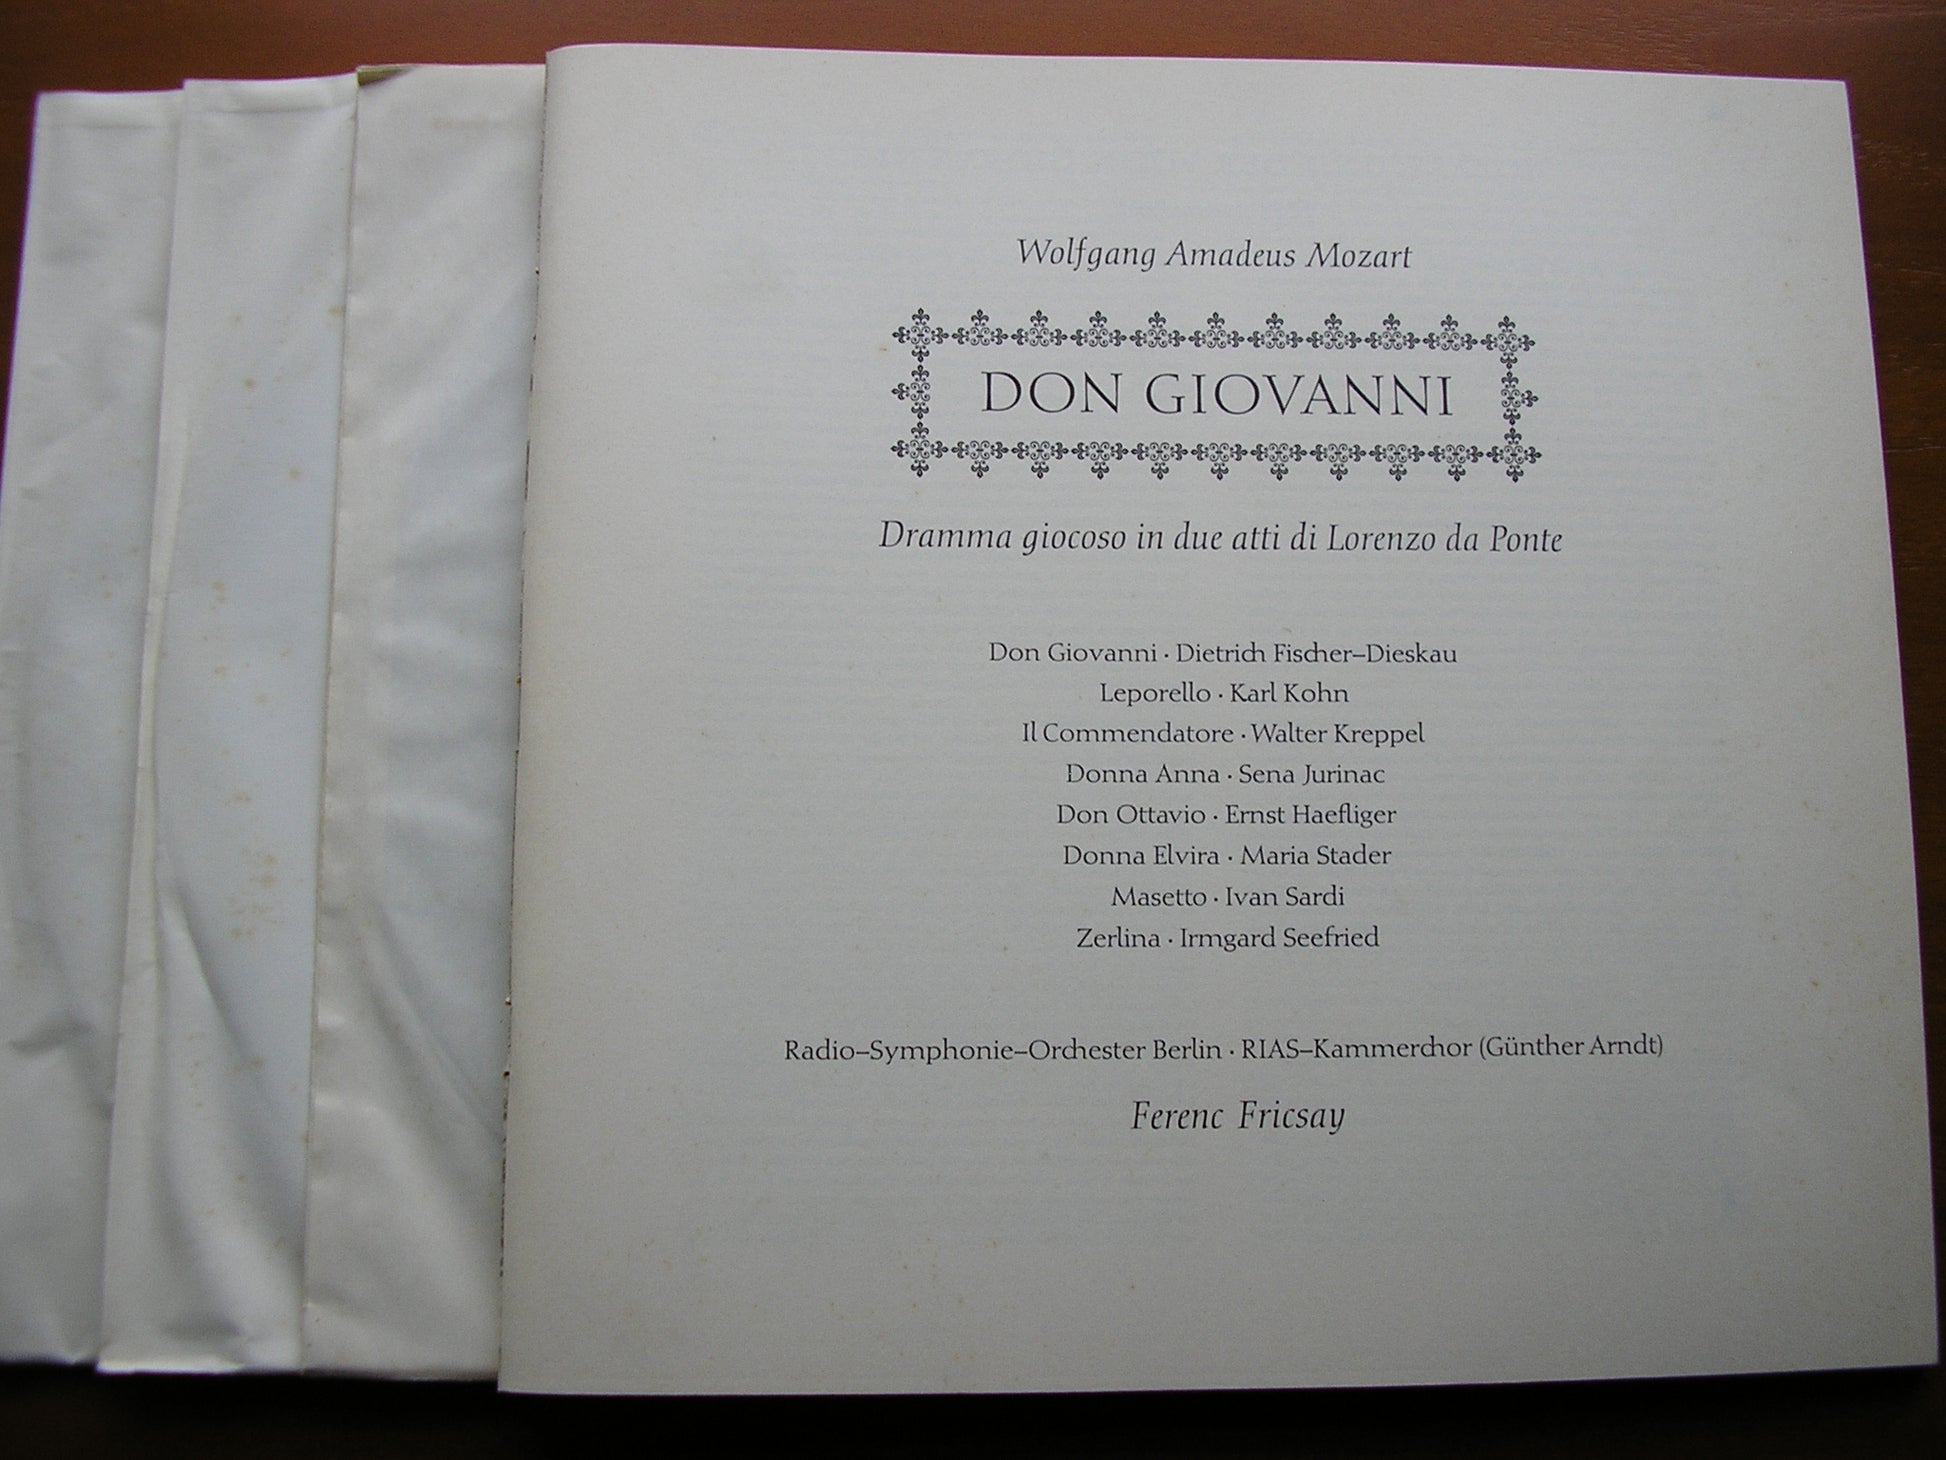 Wolfgang Amadeus Mozart
DON GIOVANNI
Dramma giocoso in due atti di Lorenzo da Ponte
Don Giovanni · Dietrich Fischer–Dieskau
Leporello · Karl Kohn
Il Commendatore · Walter Kreppel
Donna Anna · Sena Jurinac
Don Ottavio · Ernst Haefliger
Donna Elvira · Maria Stader
Masetto · Ivan Sardi
Zerlina · Irmgard Seefried
Radio–Symphonie–Orchester Berlin · RIAS–Kammerchor (Günther Arndt)
Ferenc Fricsay